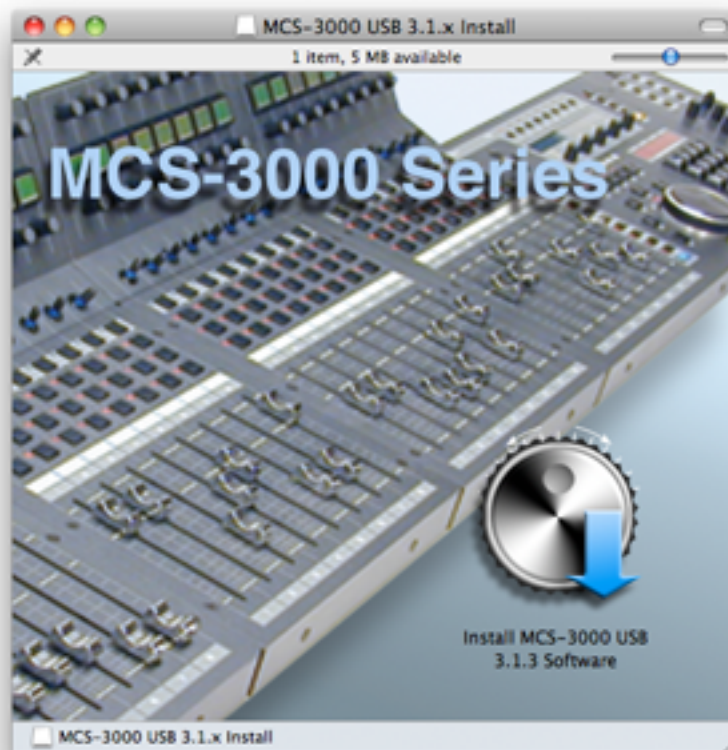 MCS-3000 USB 3.1.x Install
1 item, 5 MB available
MCS-3000 Series
Install MCS-3000 USB
3.1.3 Software
MCS-3000 USB 3.1.x Install